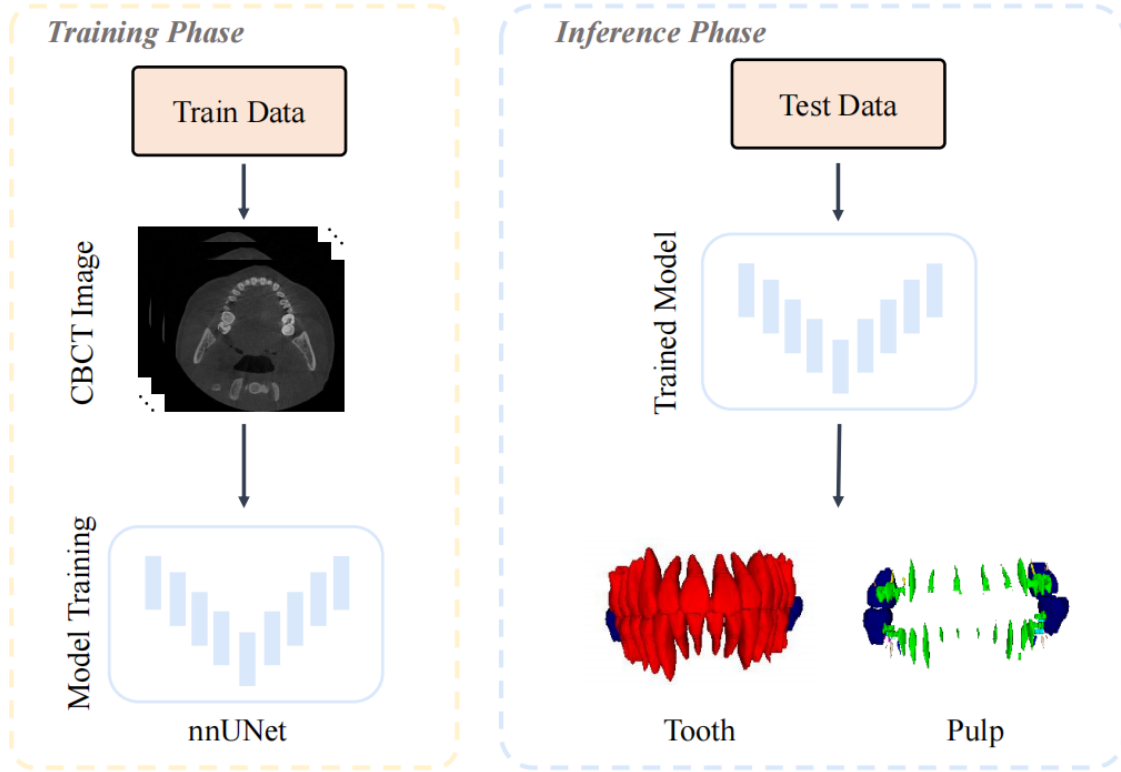 Training Phase
Train Data
CBCT Image
Model Training
nnUNet
Inference Phase
Test Data
Trained Model
Tooth
Pulp